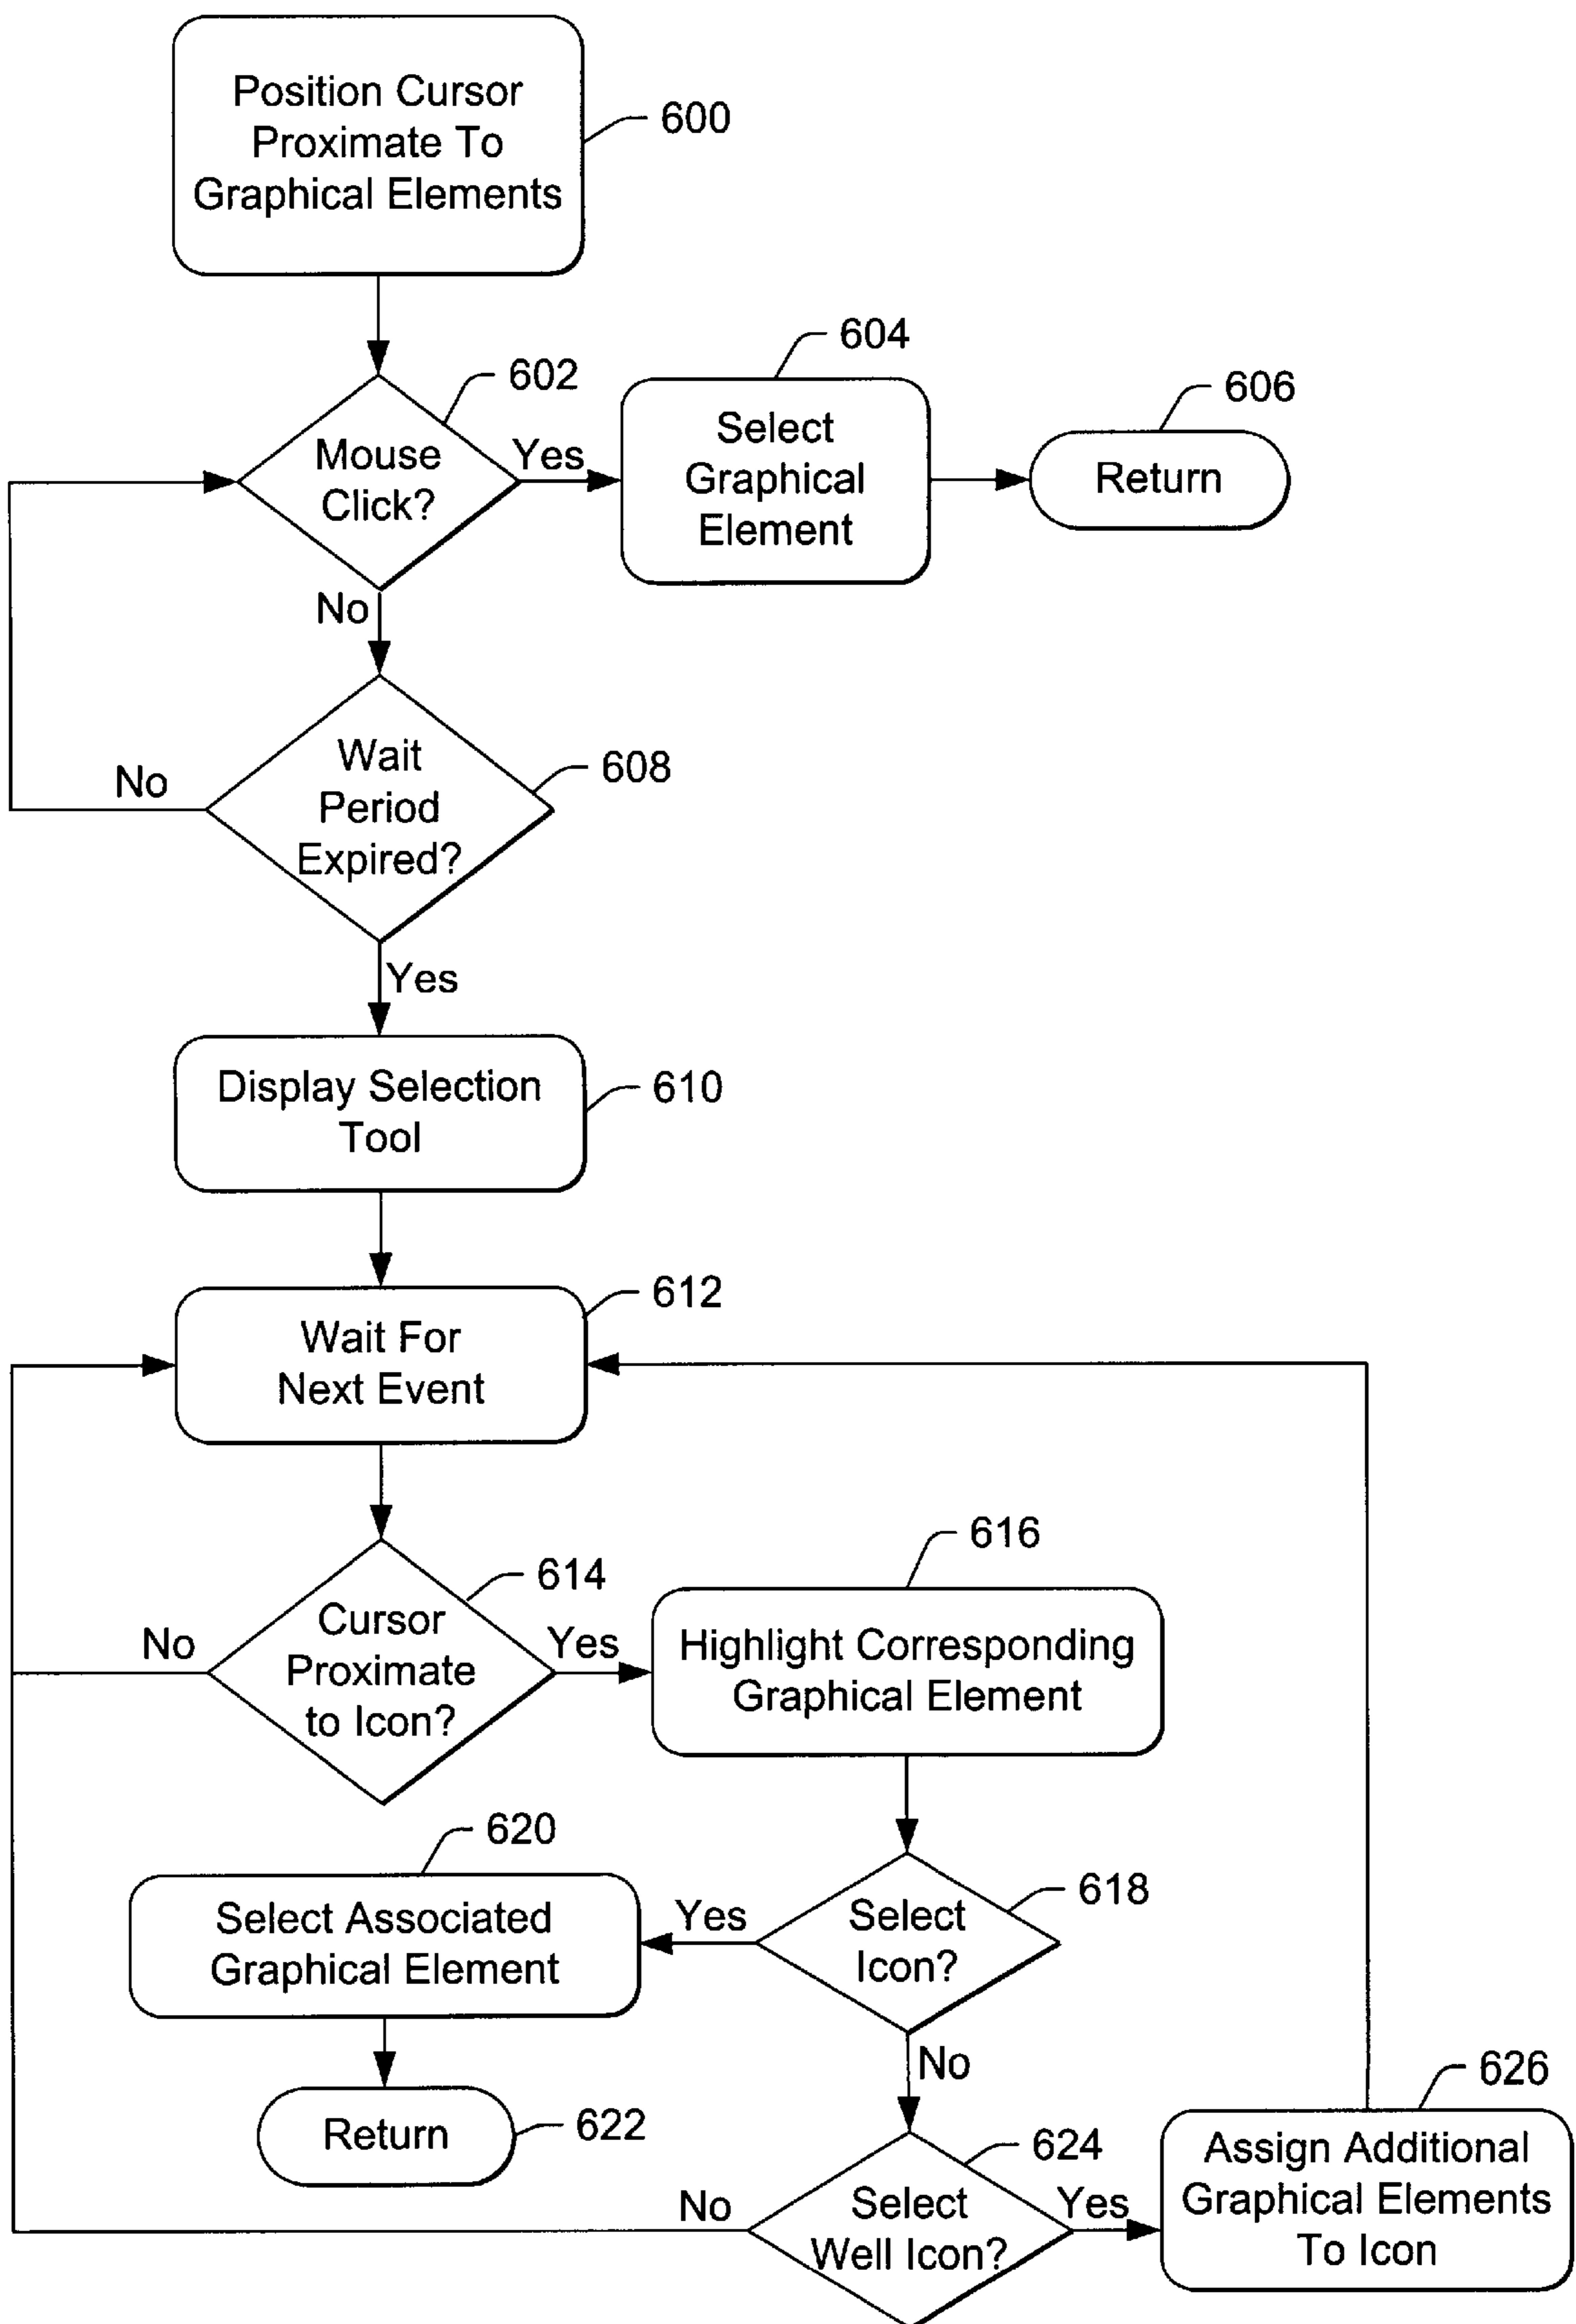 Position Cursor
Proximate To
Graphical Elements
600
602
Mouse
Click?
Yes
604
Select
Graphical
Element
606
Return
No
Wait
Period
Expired?
608
No
Yes
Display Selection
Tool
610
612
Wait For
Next Event
614
Cursor
Proximate
to Icon?
No
Yes
616
Highlight Corresponding
Graphical Element
618
Select
Icon?
Yes
620
Select Associated
Graphical Element
Return
622
No
624
Select
Well Icon?
No
Yes
626
Assign Additional
Graphical Elements
To Icon